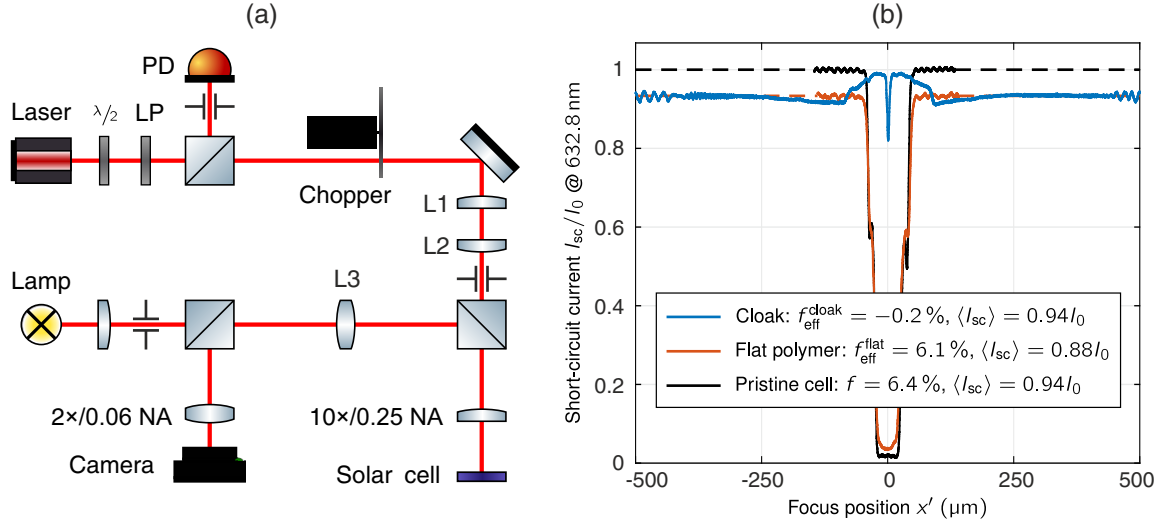 (a)
PD
Laser
λ/2
LP
Chopper
L1
L2
Lamp
L3
2×/0.06 NA
10×/0.25 NA
Camera
Solar cell
(b)
Short-circuit current I_sc/I_0 @ 632.8 nm
1
0.8
0.6
0.4
0.2
0
Cloak: f_eff^cloak = −0.2 %, ⟨I_sc⟩ = 0.94I_0
Flat polymer: f_eff^flat = 6.1 %, ⟨I_sc⟩ = 0.88I_0
Pristine cell: f = 6.4 %, ⟨I_sc⟩ = 0.94I_0
-500
-250
0
250
500
Focus position x′ (μm)